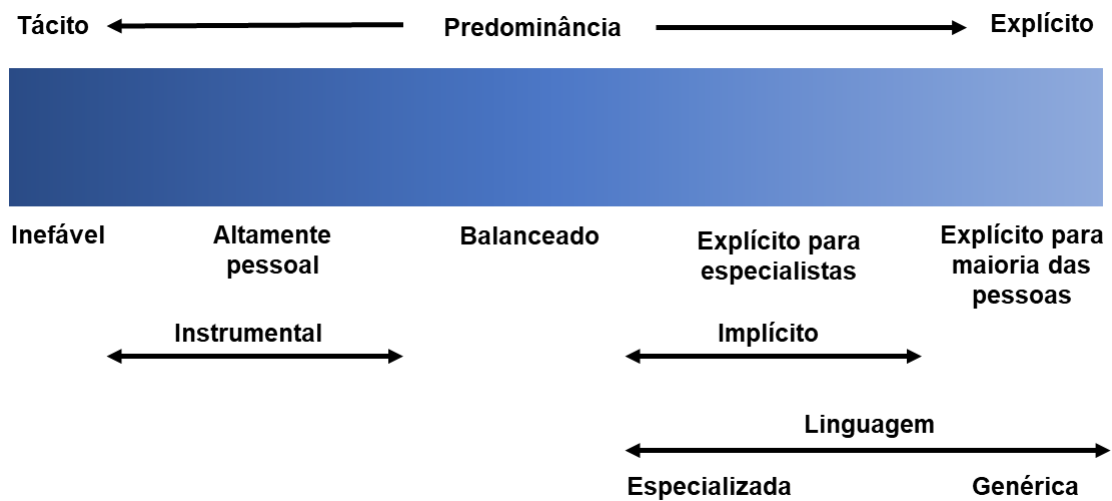 Tácito
Predominância
Explícito
Inefável
Altamente
pessoal
Balanceado
Explícito para
especialistas
Explícito para
maioria das
pessoas
Instrumental
Implícito
Linguagem
Especializada
Genérica